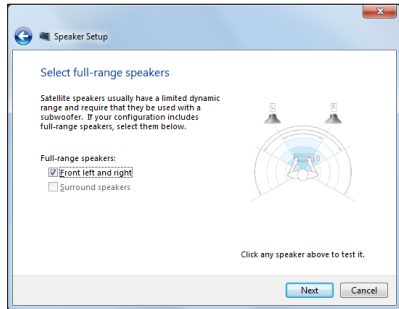 Speaker Setup
Select full-range speakers
Satellite speakers usually have a limited dynamic
range and require that they be used with a
subwoofer. If your configuration includes
full-range speakers, select them below.
L R
Full-range speakers:
Front left and right
Surround speakers
Click any speaker above to test it.
Next Cancel